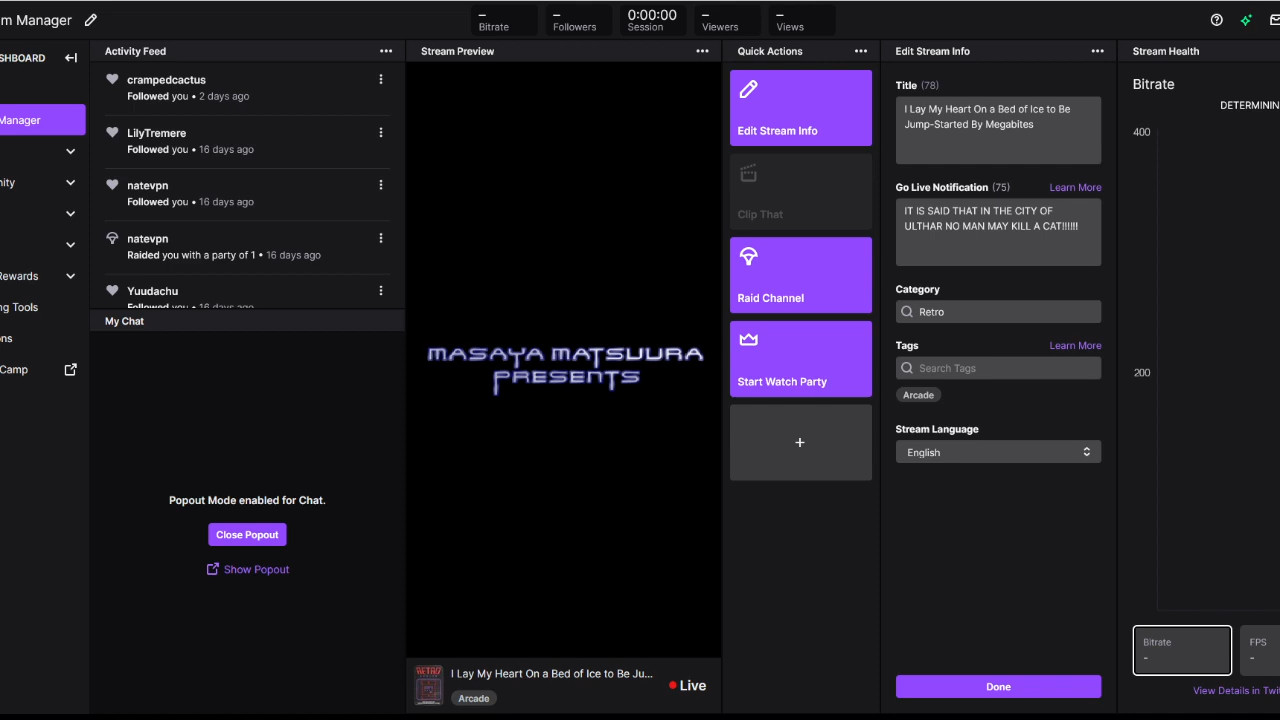 m Manager
–
Bitrate
–
Followers
0:00:00
Session
–
Viewers
–
Views
SHBOARD
Manager
nity
Rewards
ng Tools
ons
Camp
Activity Feed
crampedcactus
Followed you • 2 days ago
LilyTremere
Followed you • 16 days ago
natevpn
Followed you • 16 days ago
natevpn
Raided you with a party of 1 • 16 days ago
Yuudachu
Followed you • 16 days ago
My Chat
Popout Mode enabled for Chat.
Close Popout
Show Popout
Stream Preview
MASAYA MATSUURA
PRESENTS
I Lay My Heart On a Bed of Ice to Be Ju...
Arcade
Live
Quick Actions
Edit Stream Info
Clip That
Raid Channel
Start Watch Party
+
Edit Stream Info
Title (78)
I Lay My Heart On a Bed of Ice to Be
Jump-Started By Megabites
Go Live Notification (75)
Learn More
IT IS SAID THAT IN THE CITY OF
ULTHAR NO MAN MAY KILL A CAT!!!!!!
Category
Retro
Tags
Learn More
Search Tags
Arcade
Stream Language
English
Done
Stream Health
Bitrate
DETERMININ
400
200
Bitrate
-
FPS
-
View Details in Twi